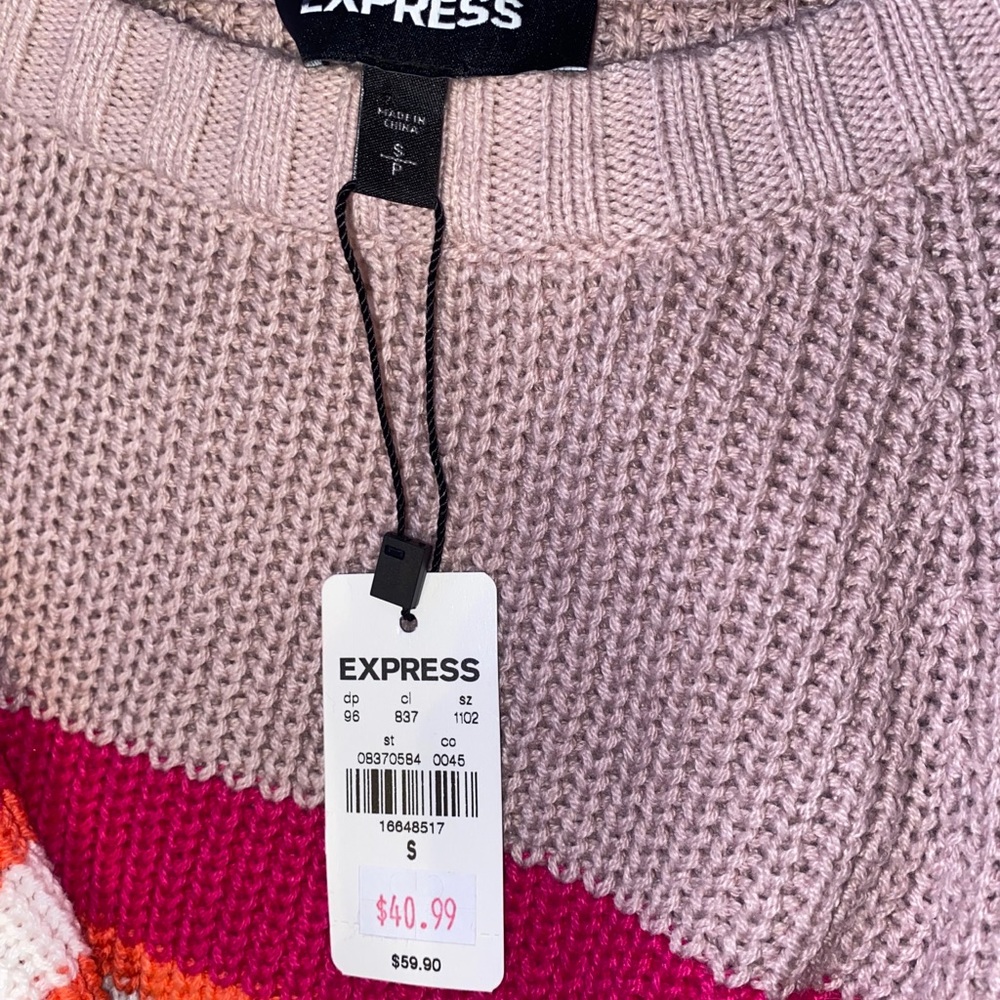 EXPRESS
MADE IN
CHINA
S
P
EXPRESS
dp cl sz
96 837 1102
st co
08370584 0045
16648517
S
$40.99
$59.90